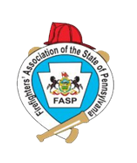 Firefighters' Association of the State of Pennsylvania
FASP